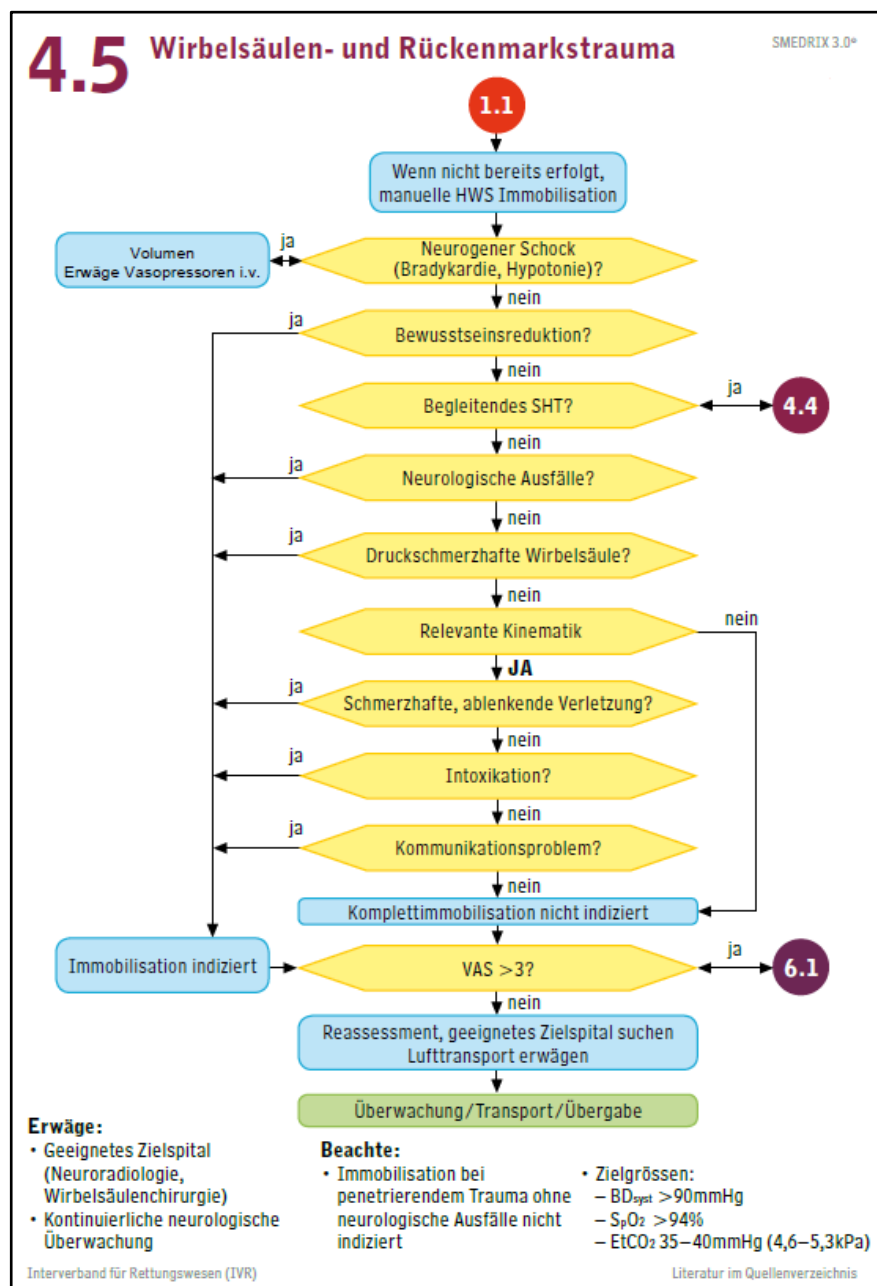 4.5 Wirbelsäulen- und Rückenmarkstrauma
SMEDRIX 3.0®
1.1
Wenn nicht bereits erfolgt,
manuelle HWS Immobilisation
Volumen
Erwäge Vasopressoren i.v.
ja
Neurogener Schock
(Bradykardie, Hypotonie)?
nein
ja
Bewusstseinsreduktion?
nein
Begleitendes SHT?
ja
4.4
nein
ja
Neurologische Ausfälle?
nein
ja
Druckschmerzhafte Wirbelsäule?
nein
Relevante Kinematik
nein
JA
ja
Schmerzhafte, ablenkende Verletzung?
nein
ja
Intoxikation?
nein
ja
Kommunikationsproblem?
nein
Komplettimmobilisation nicht indiziert
Immobilisation indiziert
VAS >3?
ja
6.1
nein
Reassessment, geeignetes Zielspital suchen
Lufttransport erwägen
Überwachung/Transport/Übergabe
Erwäge:
• Geeignetes Zielspital
(Neuroradiologie,
Wirbelsäulenchirurgie)
• Kontinuierliche neurologische
Überwachung
Beachte:
• Immobilisation bei
penetrierendem Trauma ohne
neurologische Ausfälle nicht
indiziert
• Zielgrössen:
– BDsyst >90mmHg
– SpO2 >94%
– EtCO2 35–40mmHg (4,6–5,3kPa)
Interverband für Rettungswesen (IVR)
Literatur im Quellenverzeichnis